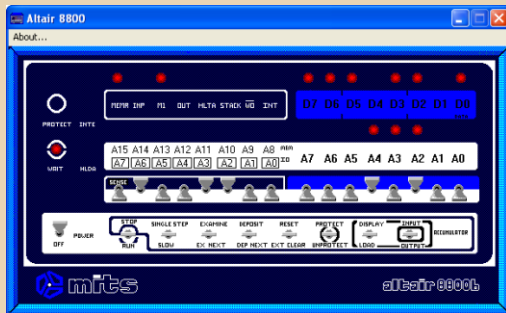 Altair 8800
About...
MEMR INP M1 OUT HLTA STACK WO INT
D7 D6 D5 D4 D3 D2 D1 D0
PROTECT INTE
A15 A14 A13 A12 A11 A10 A9 A8 MEM
A7 A6 A5 A4 A3 A2 A1 A0 IO A7 A6 A5 A4 A3 A2 A1 A0
WAIT HLDA
SENSE
STOP SINGLE STEP EXAMINE DEPOSIT RESET PROTECT DISPLAY INPUT
POWER ACCUMULATOR
OFF RUN SLOW EX NEXT DEP NEXT EXT CLEAR UNPROTECT LOAD OUTPUT
mits altair 8800b